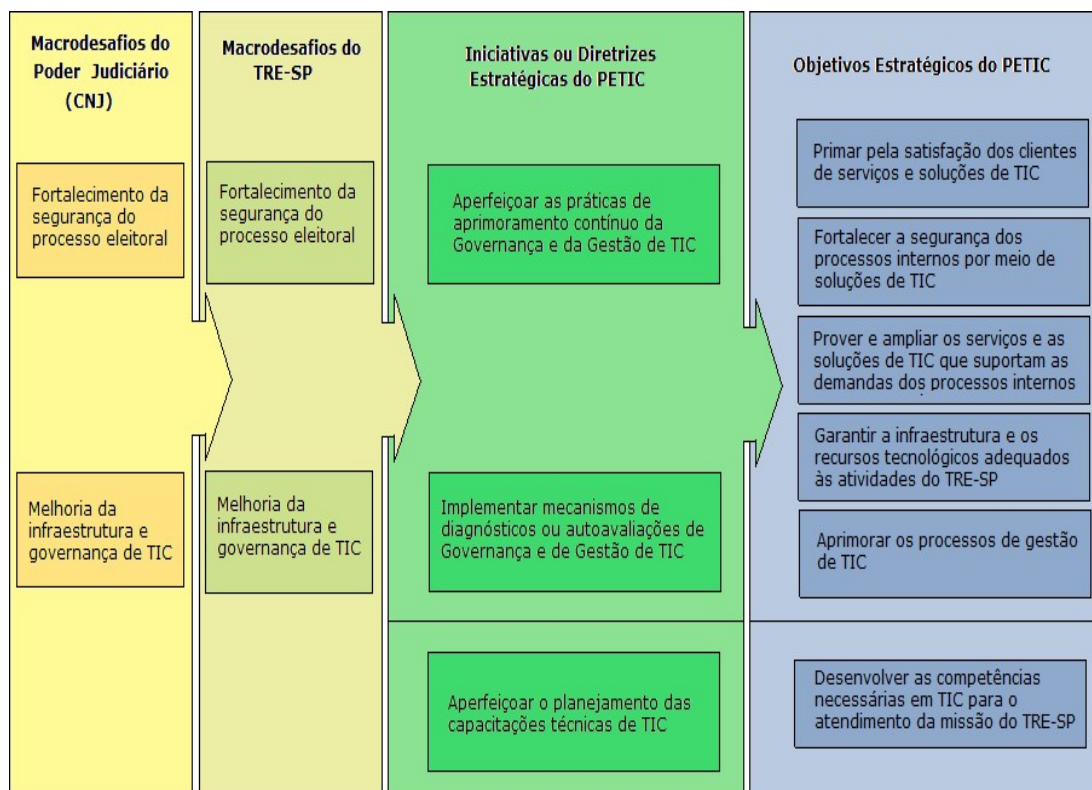 Macrodesafios do
Poder Judiciário
(CNJ)
Fortalecimento da
segurança do
processo eleitoral
Melhoria da
infraestrutura e
governança de TIC
Macrodesafios do
TRE-SP
Fortalecimento da
segurança do
processo eleitoral
Melhoria da
infraestrutura e
governança de TIC
Iniciativas ou Diretrizes
Estratégicas do PETIC
Aperfeiçoar as práticas de
aprimoramento contínuo da
Governança e da Gestão de TIC
Implementar mecanismos de
diagnósticos ou autoavaliações de
Governança e de Gestão de TIC
Aperfeiçoar o planejamento das
capacitações técnicas de TIC
Objetivos Estratégicos do PETIC
Primar pela satisfação dos clientes
de serviços e soluções de TIC
Fortalecer a segurança dos
processos internos por meio de
soluções de TIC
Prover e ampliar os serviços e as
soluções de TIC que suportam as
demandas dos processos internos
Garantir a infraestrutura e os
recursos tecnológicos adequados
às atividades do TRE-SP
Aprimorar os processos de gestão
de TIC
Desenvolver as competências
necessárias em TIC para o
atendimento da missão do TRE-SP